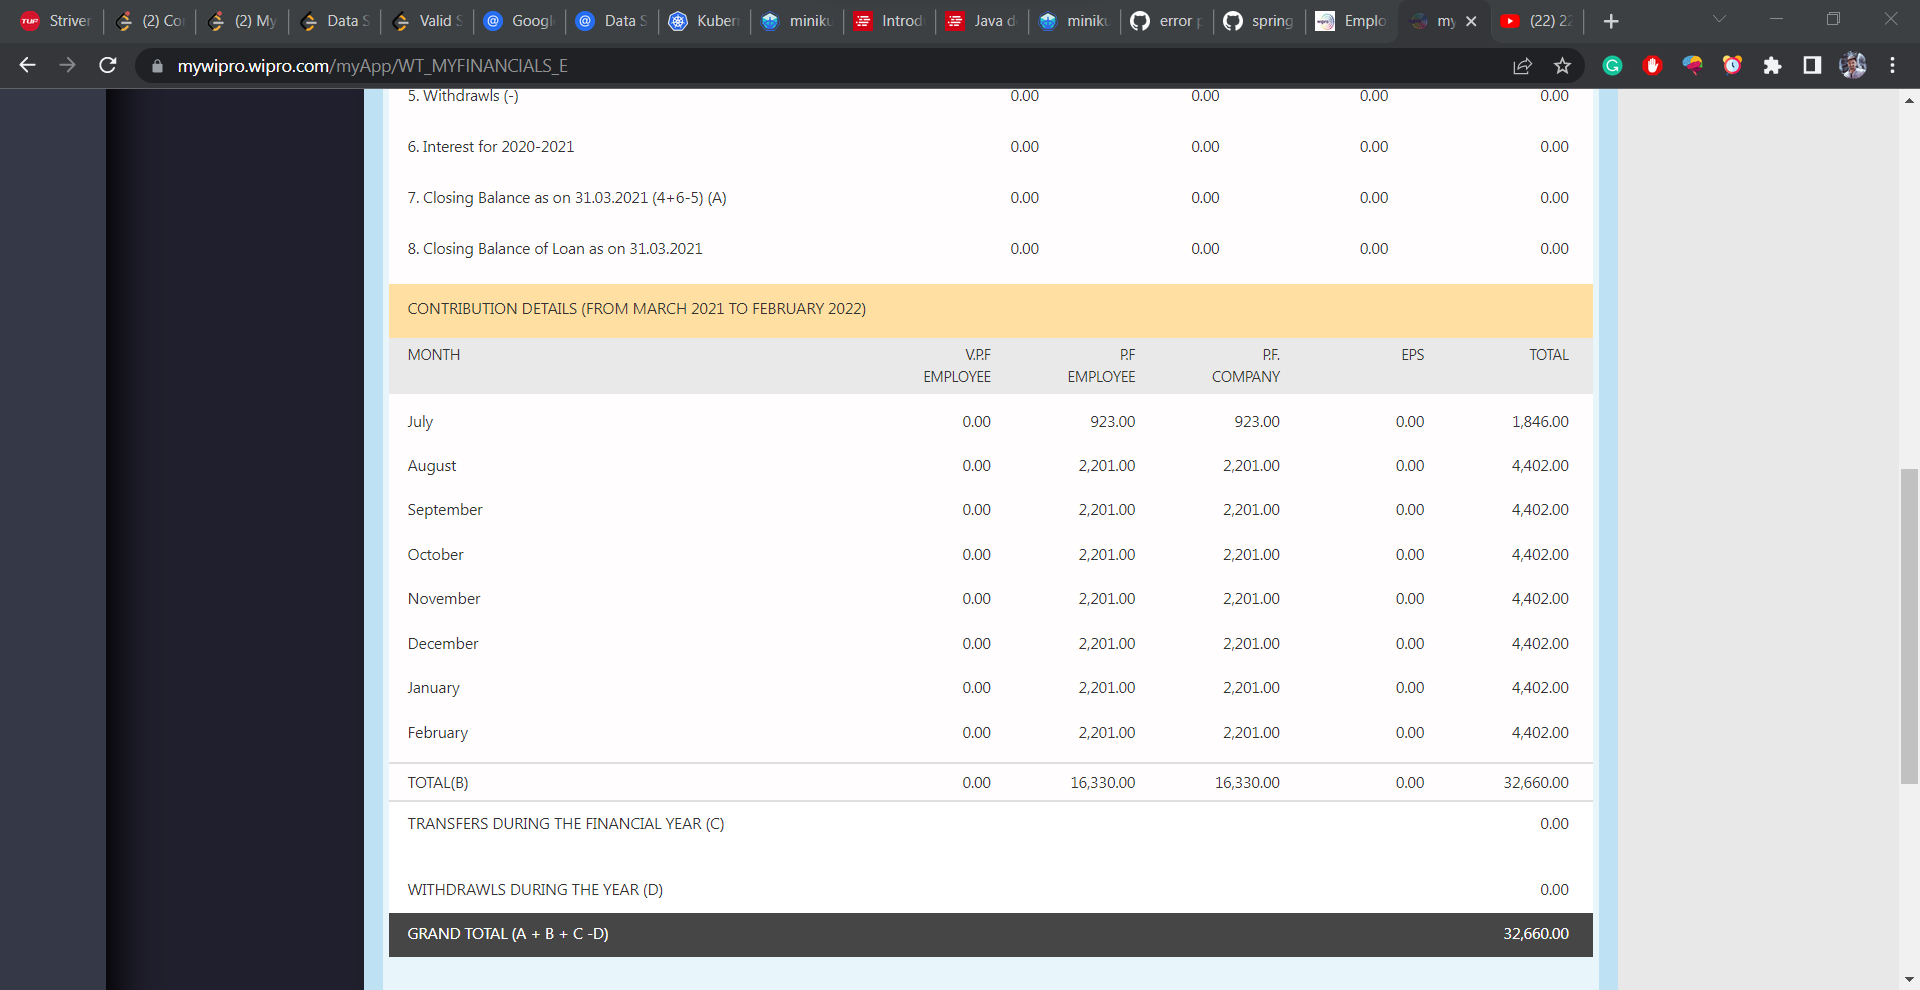 Striver (2) Co (2) My Data S Valid S Googl Data S Kuber miniku Introd Java d miniku error p spring Emplo my (22) 22
mywipro.wipro.com/myApp/WT_MYFINANCIALS_E
5. Withdrawls (-) 0.00 0.00 0.00 0.00
6. Interest for 2020-2021 0.00 0.00 0.00 0.00
7. Closing Balance as on 31.03.2021 (4+6-5) (A) 0.00 0.00 0.00 0.00
8. Closing Balance of Loan as on 31.03.2021 0.00 0.00 0.00 0.00
CONTRIBUTION DETAILS (FROM MARCH 2021 TO FEBRUARY 2022)
MONTH V.P.F P.F P.F. EPS TOTAL
EMPLOYEE EMPLOYEE COMPANY
July 0.00 923.00 923.00 0.00 1,846.00
August 0.00 2,201.00 2,201.00 0.00 4,402.00
September 0.00 2,201.00 2,201.00 0.00 4,402.00
October 0.00 2,201.00 2,201.00 0.00 4,402.00
November 0.00 2,201.00 2,201.00 0.00 4,402.00
December 0.00 2,201.00 2,201.00 0.00 4,402.00
January 0.00 2,201.00 2,201.00 0.00 4,402.00
February 0.00 2,201.00 2,201.00 0.00 4,402.00
TOTAL(B) 0.00 16,330.00 16,330.00 0.00 32,660.00
TRANSFERS DURING THE FINANCIAL YEAR (C) 0.00
WITHDRAWLS DURING THE YEAR (D) 0.00
GRAND TOTAL (A + B + C -D) 32,660.00